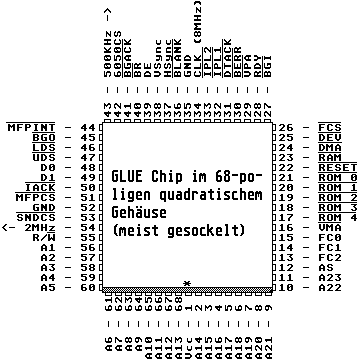 43 - 500KHz ->
42 - 6050CS
41 - BGACK
40 - BR
39 - DE
38 - VSync
37 - HSync
36 - BLANK
35 - GND
34 - CLK (8MHz)
33 - IPL2
32 - IPL1
31 - DTACK
30 - BERR
29 - VPA
28 - RDY
27 - BGI
MFPINT - 44
BGO - 45
LDS - 46
UDS - 47
D0 - 48
D1 - 49
IACK - 50
MFPCS - 51
GND - 52
SNDCS - 53
<- 2MHz - 54
R/W - 55
A1 - 56
A2 - 57
A3 - 58
A4 - 59
A5 - 60
GLUE Chip im 68-po-
ligen quadratischem
Gehäuse
(meist gesockelt)
*
26 - FCS
25 - DEV
24 - DMA
23 - RAM
22 - RESET
21 - ROM 0
20 - ROM 1
19 - ROM 2
18 - ROM 3
17 - ROM 4
16 - VMA
15 - FC0
14 - FC1
13 - FC2
12 - AS
11 - A23
10 - A22
A6 - 61
A7 - 62
A8 - 63
A9 - 64
A10 - 65
A11 - 66
A12 - 67
A13 - 68
Vcc - 1
A14 - 2
A15 - 3
A16 - 4
A17 - 5
A18 - 6
A19 - 7
A20 - 8
A21 - 9